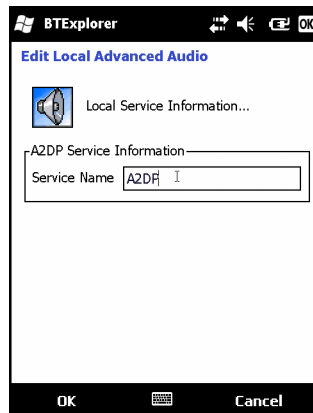 BTExplorer
OK
Edit Local Advanced Audio
Local Service Information...
A2DP Service Information
Service Name A2DP
OK Cancel